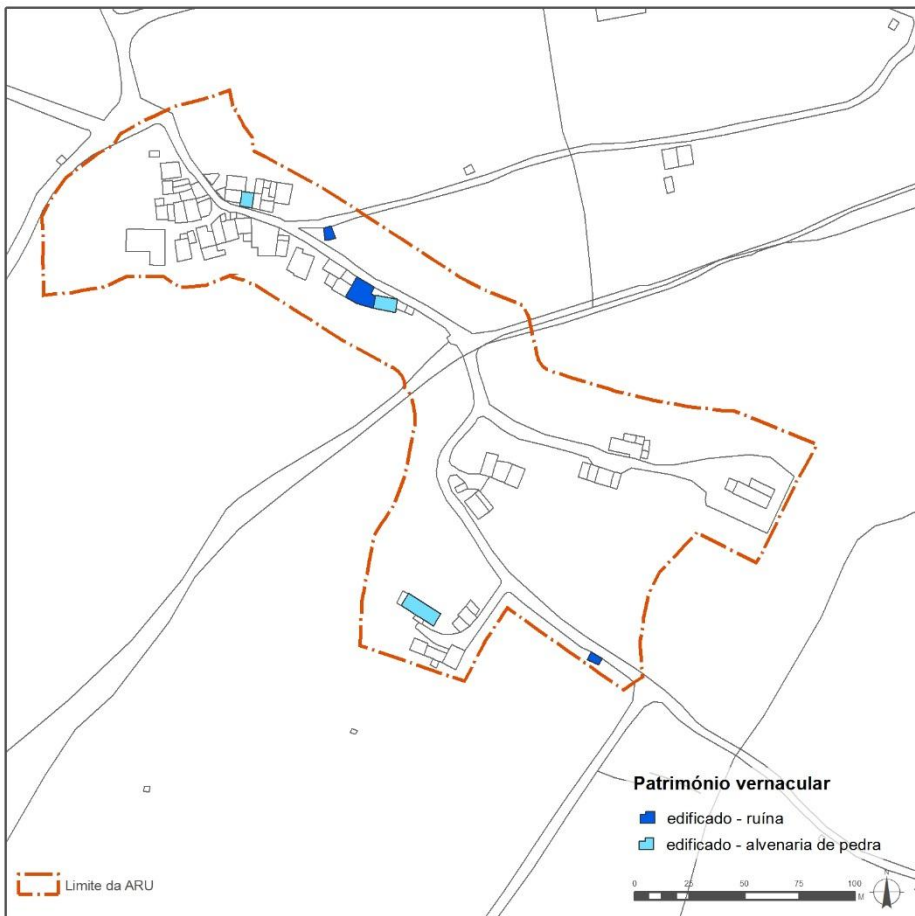 Património vernacular
edificado - ruína
edificado - alvenaria de pedra
Limite da ARU
0 25 50 75 100
M
N